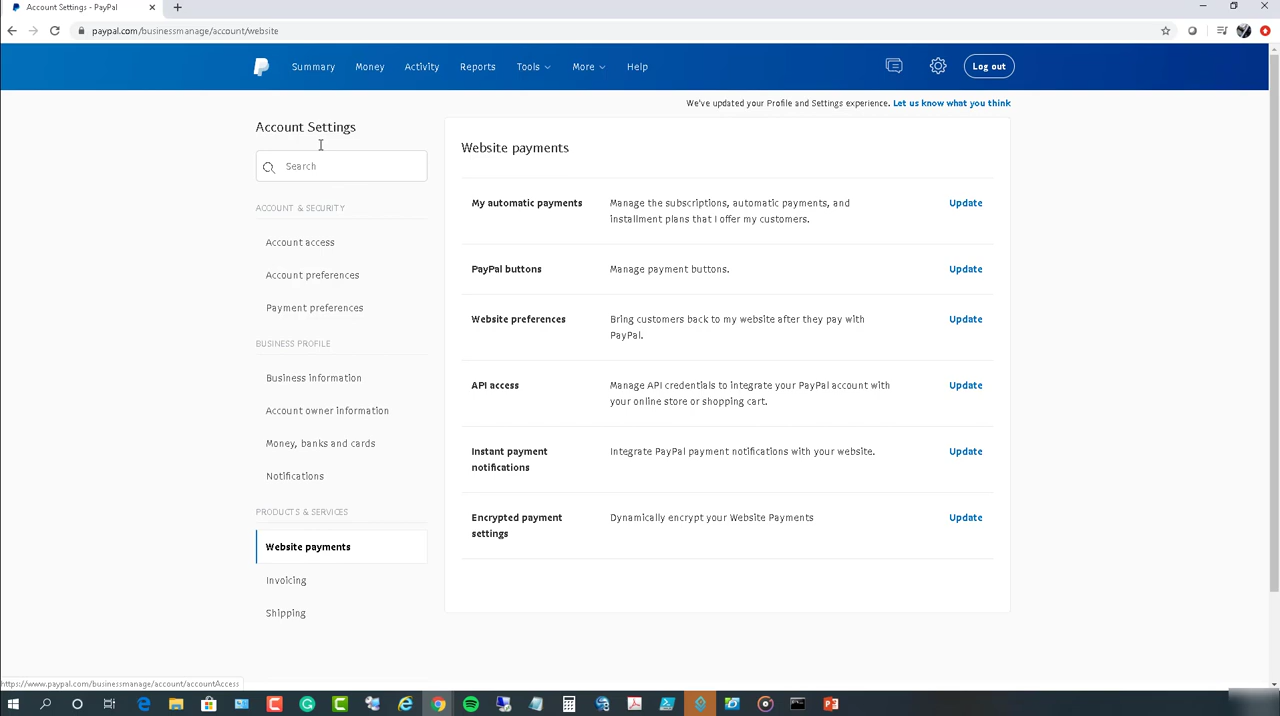 Account Settings - PayPal
paypal.com/businessmanage/account/website
Summary Money Activity Reports Tools More Help Log out
We've updated your Profile and Settings experience. Let us know what you think
Account Settings
Search
ACCOUNT & SECURITY
Account access
Account preferences
Payment preferences
BUSINESS PROFILE
Business information
Account owner information
Money, banks and cards
Notifications
PRODUCTS & SERVICES
Website payments
Invoicing
Shipping
Website payments
My automatic payments Manage the subscriptions, automatic payments, and Update
installment plans that I offer my customers.
PayPal buttons Manage payment buttons. Update
Website preferences Bring customers back to my website after they pay with Update
PayPal.
API access Manage API credentials to integrate your PayPal account with Update
your online store or shopping cart.
Instant payment Integrate PayPal payment notifications with your website. Update
notifications
Encrypted payment Dynamically encrypt your Website Payments Update
settings
https://www.paypal.com/businessmanage/account/accountAccess